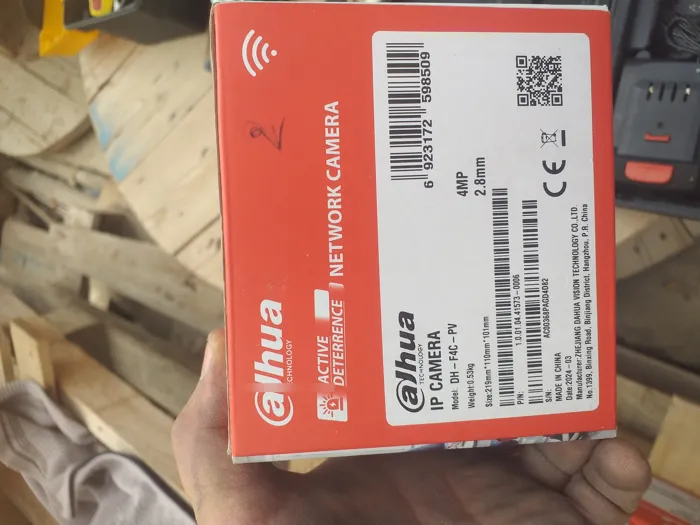 2
alhua
TECHNOLOGY
ACTIVE
DETERRENCE
NETWORK CAMERA
6 923172 598509
4MP
2.8mm
alhua
TECHNOLOGY
IP CAMERA
Model: DH-F4C-PV
Weight:0.53kg
Size:219mm*110mm*101mm
P/N: 1.0.01.04.41573-0006
S/N: AC00368PAGD4D82
MADE IN CHINA
Date:2024-03
CE
Manufacturer:ZHEJIANG DAHUA VISION TECHNOLOGY CO.,LTD.
No.1399, Binxing Road, Binjiang District, Hangzhou, P.R. China